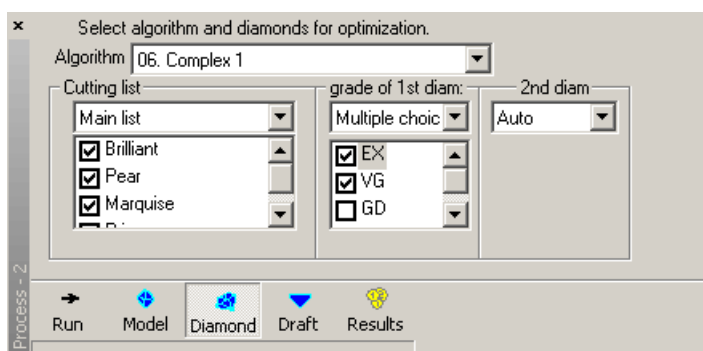 Select algorithm and diamonds for optimization.
Algorithm 06. Complex 1
Cutting list grade of 1st diam: 2nd diam
Main list Multiple choic Auto
Brilliant EX
Pear VG
Marquise GD
Process - 2
Run Model Diamond Draft Results